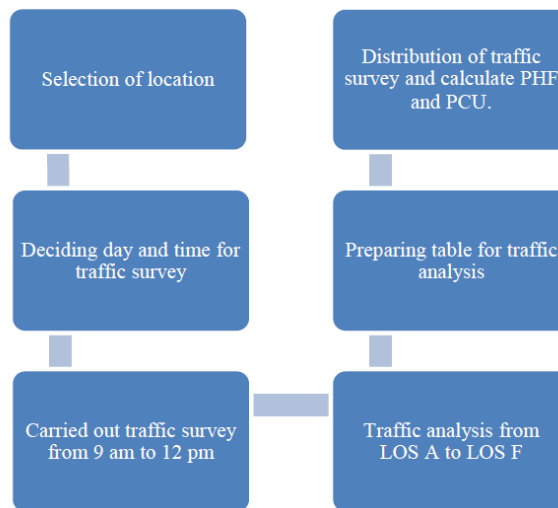 Selection of location
Deciding day and time for
traffic survey
Carried out traffic survey
from 9 am to 12 pm
Traffic analysis from
LOS A to LOS F
Preparing table for traffic
analysis
Distribution of traffic
survey and calculate PHF
and PCU.